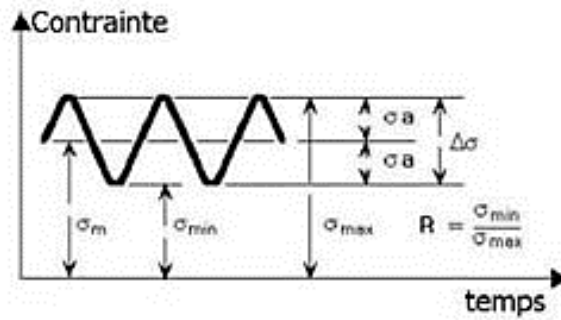 Contrainte
σa
σa
Δσ
σm
σmin
σmax
R = σmin / σmax
temps